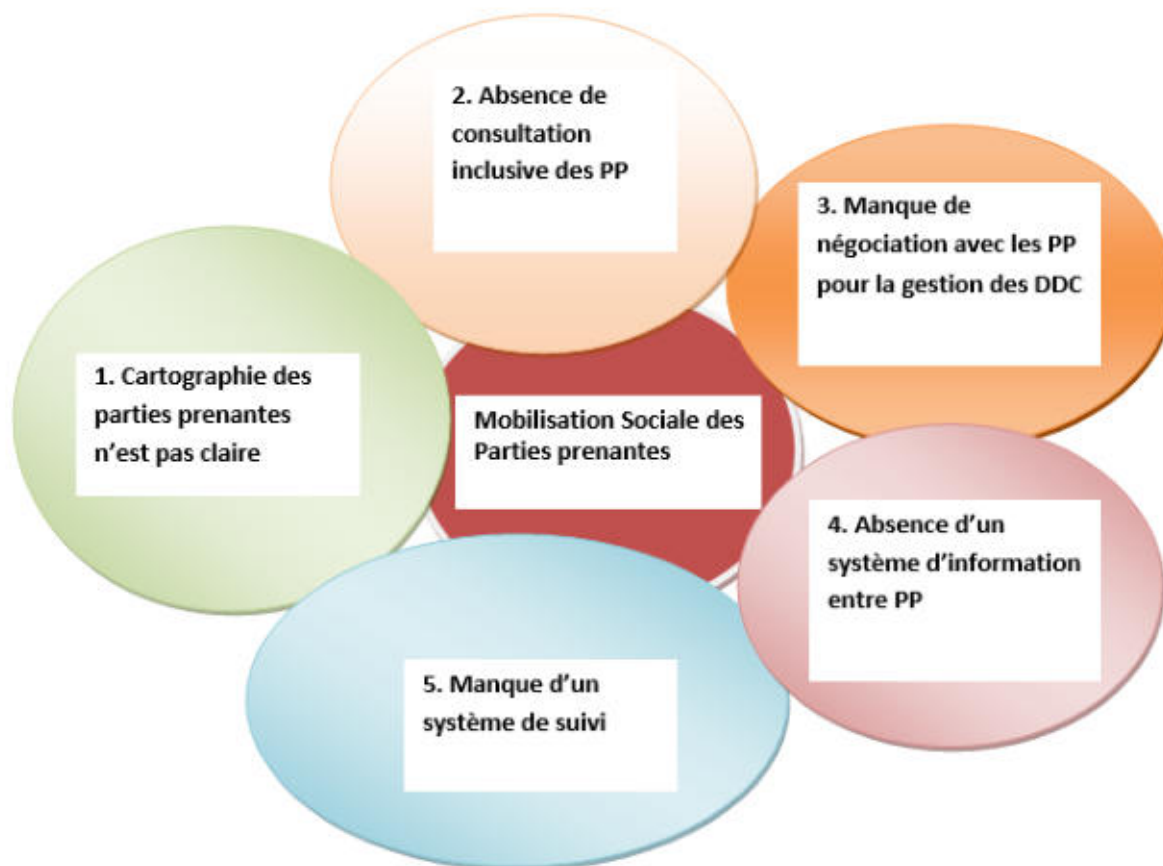 2. Absence de
consultation
inclusive des PP
3. Manque de
négociation avec les PP
pour la gestion des DDC
1. Cartographie des
parties prenantes
n’est pas claire
Mobilisation Sociale des
Parties prenantes
4. Absence d’un
système d’information
entre PP
5. Manque d’un
système de suivi